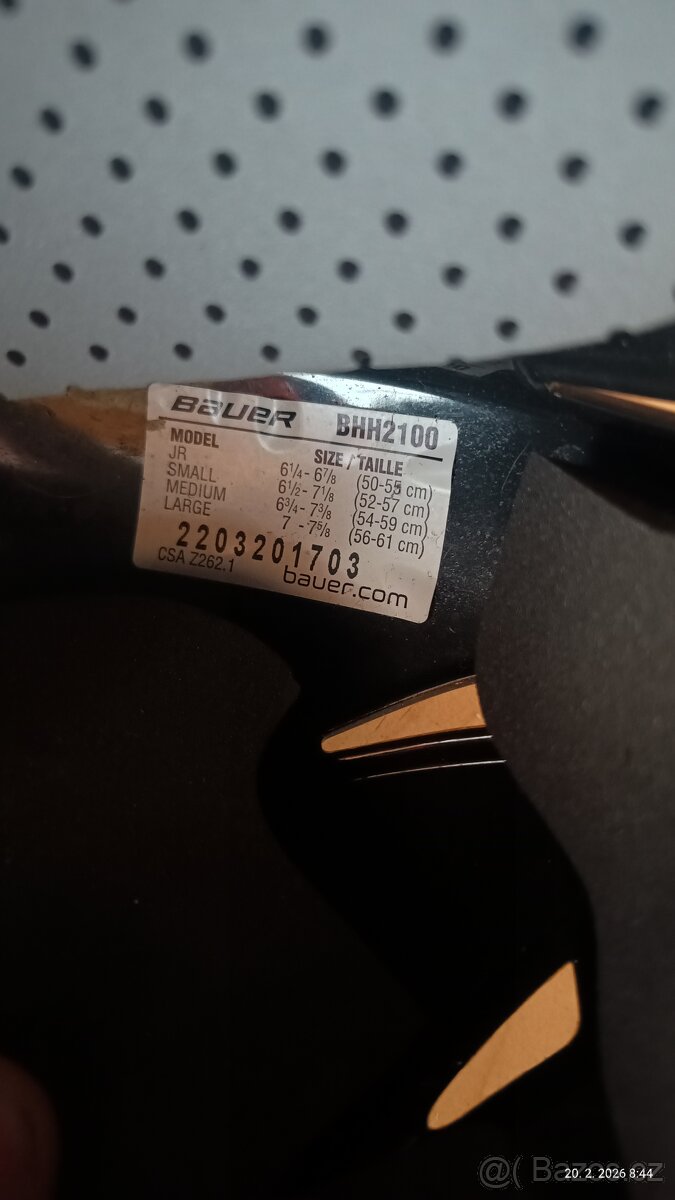 BAUER BHH2100
MODEL SIZE / TAILLE
JR 6¼ - 6⅞ (50-55 cm)
SMALL 6½ - 7⅛ (52-57 cm)
MEDIUM 6¾ - 7⅜ (54-59 cm)
LARGE 7 - 7⅝ (56-61 cm)
2203201703
CSA Z262.1 bauer.com
@( Bazos.cz
20. 2. 2026 8:44